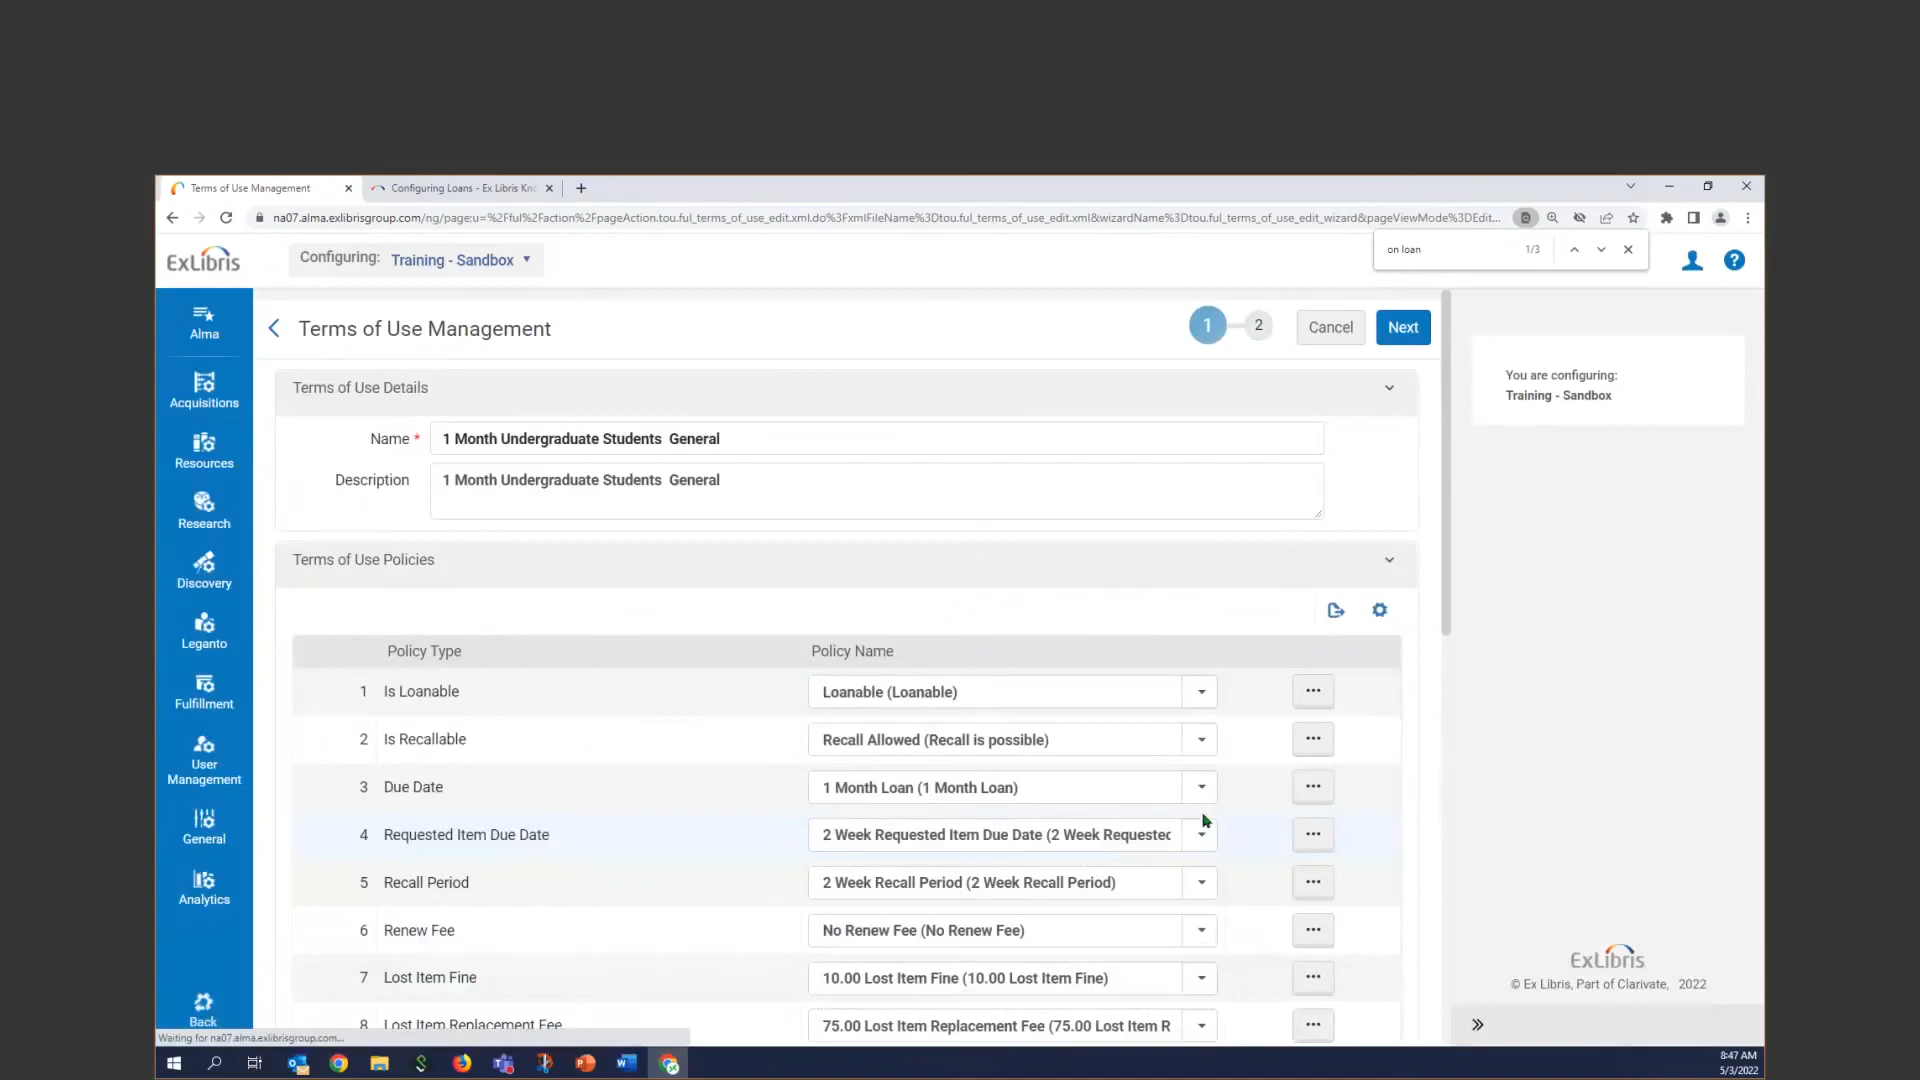 Terms of Use Management
Configuring Loans - Ex Libris Kn
na07.alma.exlibrisgroup.com/ng/page;u=%2Fful%2Faction%2FpageAction.tou.ful_terms_of_use_edit.xml.do%3FxmlFileName%3Dtou.ful_terms_of_use_edit.xml&wizardName%3Dtou.ful_terms_of_use_edit_wizard&pageViewMode%3DEdit...
on loan 1/3
ExLibris
Configuring: Training - Sandbox
Alma
Acquisitions
Resources
Research
Discovery
Leganto
Fulfillment
User
Management
General
Analytics
Back
Terms of Use Management
1 2 Cancel Next
Terms of Use Details
Name * 1 Month Undergraduate Students General
Description 1 Month Undergraduate Students General
Terms of Use Policies
Policy Type Policy Name
1 Is Loanable Loanable (Loanable)
2 Is Recallable Recall Allowed (Recall is possible)
3 Due Date 1 Month Loan (1 Month Loan)
4 Requested Item Due Date 2 Week Requested Item Due Date (2 Week Requested
5 Recall Period 2 Week Recall Period (2 Week Recall Period)
6 Renew Fee No Renew Fee (No Renew Fee)
7 Lost Item Fine 10.00 Lost Item Fine (10.00 Lost Item Fine)
8 Lost Item Replacement Fee 75.00 Lost Item Replacement Fee (75.00 Lost Item R
You are configuring:
Training - Sandbox
ExLibris
© Ex Libris, Part of Clarivate, 2022
Waiting for na07.alma.exlibrisgroup.com...
8:47 AM
5/3/2022